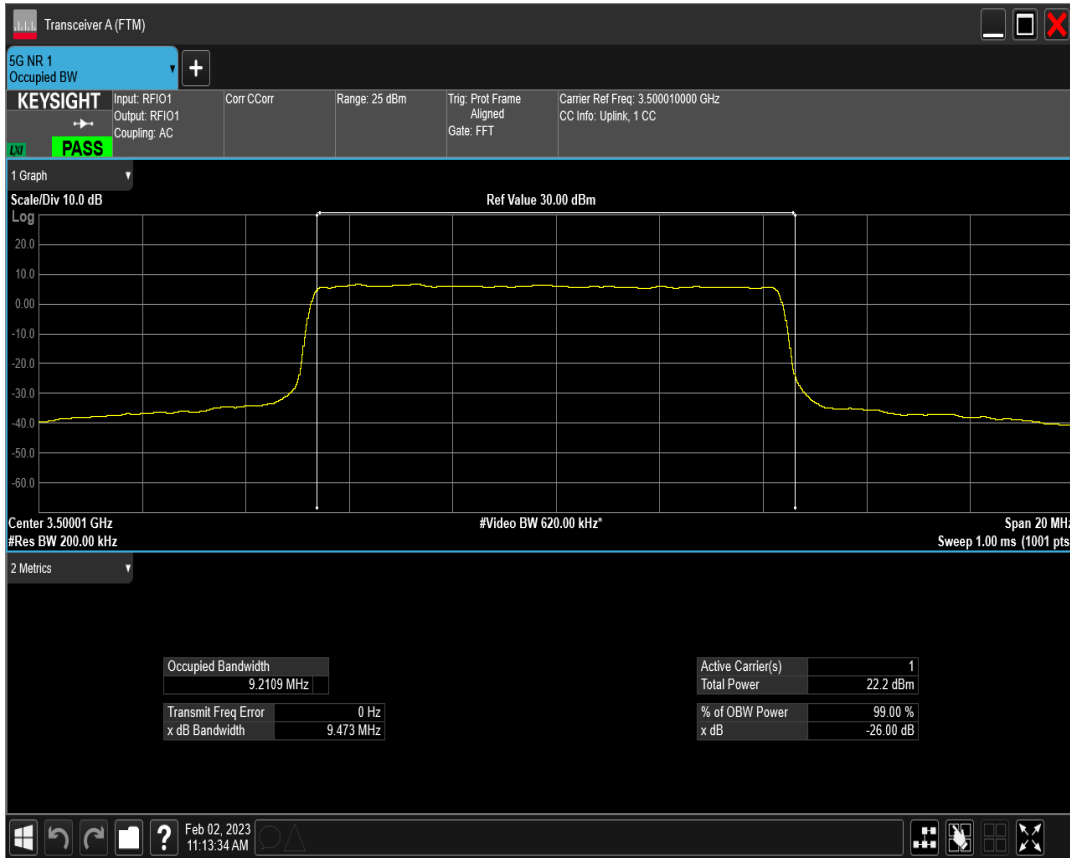 Transceiver A (FTM)
5G NR 1
Occupied BW
+
KEYSIGHT
LXI
PASS
Input: RFIO1
Output: RFIO1
Coupling: AC
Corr CCorr
Range: 25 dBm
Trig: Prot Frame
Aligned
Gate: FFT
Carrier Ref Freq: 3.500010000 GHz
CC Info: Uplink, 1 CC
1 Graph
Scale/Div 10.0 dB
Ref Value 30.00 dBm
Log
20.0
10.0
0.00
-10.0
-20.0
-30.0
-40.0
-50.0
-60.0
Center 3.50001 GHz
#Video BW 620.00 kHz*
Span 20 MHz
#Res BW 200.00 kHz
Sweep 1.00 ms (1001 pts
2 Metrics
Occupied Bandwidth
9.2109 MHz
Transmit Freq Error 0 Hz
x dB Bandwidth 9.473 MHz
Active Carrier(s) 1
Total Power 22.2 dBm
% of OBW Power 99.00 %
x dB -26.00 dB
?
Feb 02, 2023
11:13:34 AM